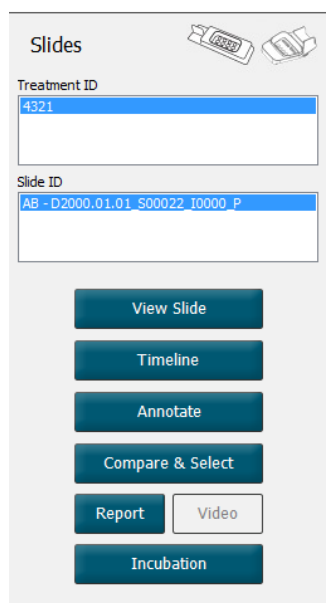 Slides
Treatment ID
4321
Slide ID
AB - D2000.01.01_S00022_I0000_P
View Slide
Timeline
Annotate
Compare & Select
Report
Video
Incubation